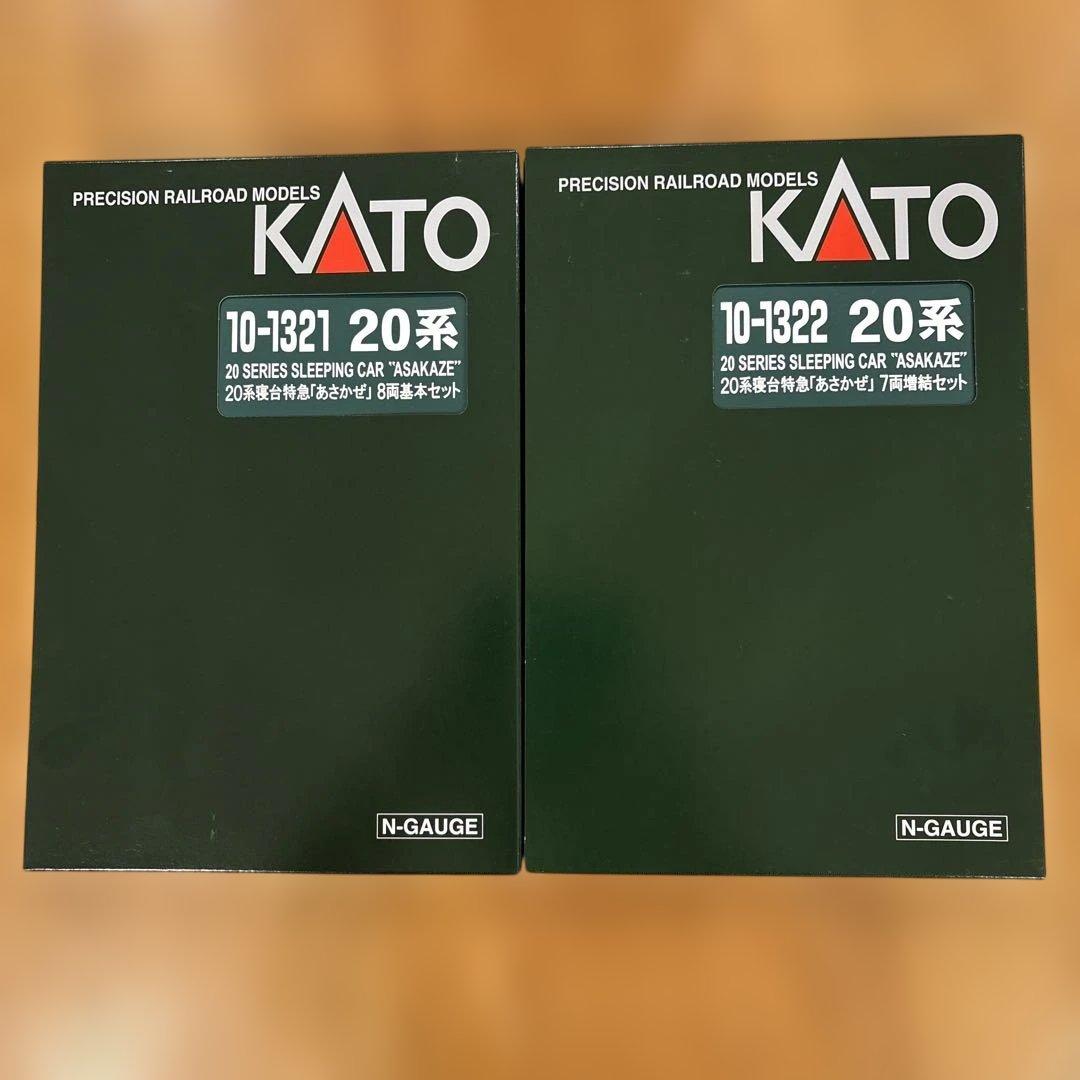 PRECISION RAILROAD MODELS
KATO
10-1321 20系
20 SERIES SLEEPING CAR "ASAKAZE"
20系寝台特急「あさかぜ」 8両基本セット
N-GAUGE
PRECISION RAILROAD MODELS
KATO
10-1322 20系
20 SERIES SLEEPING CAR "ASAKAZE"
20系寝台特急「あさかぜ」 7両増結セット
N-GAUGE